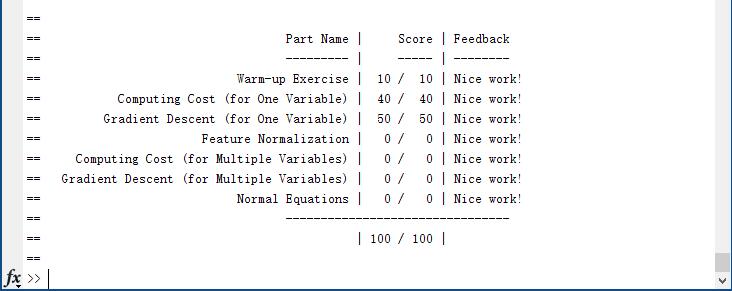 ==
== Part Name | Score | Feedback
== --------- | ----- | --------
== Warm-up Exercise | 10 / 10 | Nice work!
== Computing Cost (for One Variable) | 40 / 40 | Nice work!
== Gradient Descent (for One Variable) | 50 / 50 | Nice work!
== Feature Normalization | 0 / 0 | Nice work!
== Computing Cost (for Multiple Variables) | 0 / 0 | Nice work!
== Gradient Descent (for Multiple Variables) | 0 / 0 | Nice work!
== Normal Equations | 0 / 0 | Nice work!
== --------------------------------
== | 100 / 100 |
==
fx >>